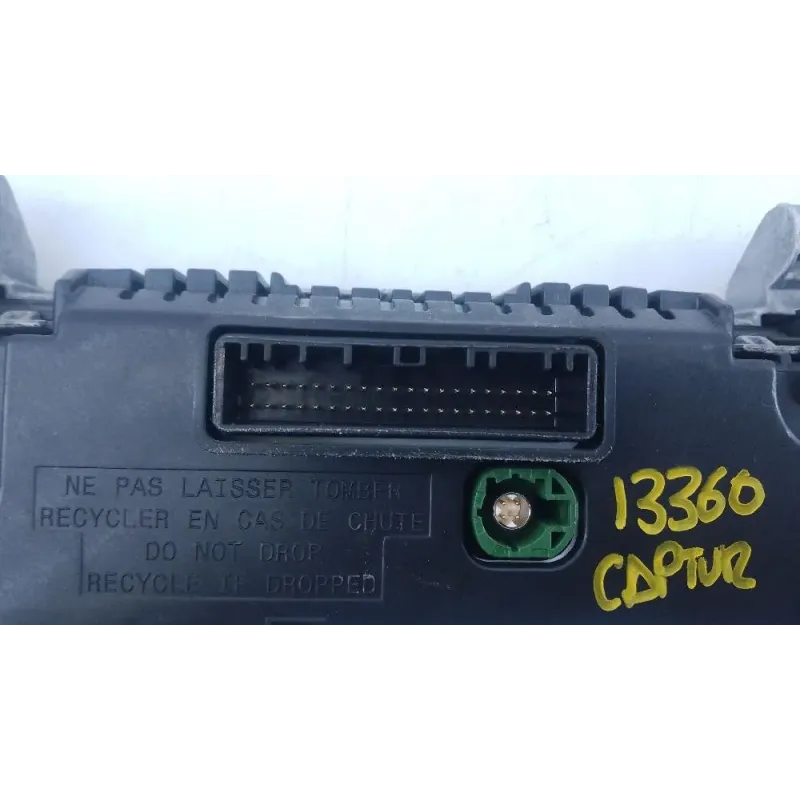 NE PAS LAISSER TOMBER
RECYCLER EN CAS DE CHUTE
DO NOT DROP
RECYCLE IF DROPPED
13360
CAPTUR